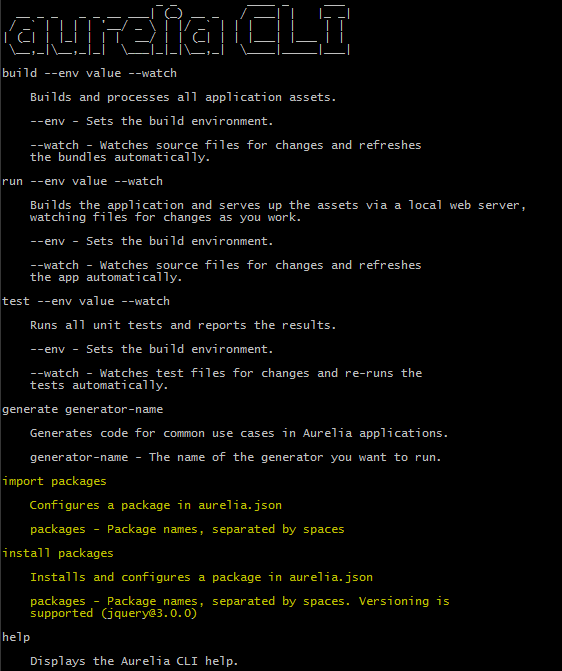 aurelia CLI
build --env value --watch
Builds and processes all application assets.
--env - Sets the build environment.
--watch - Watches source files for changes and refreshes
the bundles automatically.
run --env value --watch
Builds the application and serves up the assets via a local web server,
watching files for changes as you work.
--env - Sets the build environment.
--watch - Watches source files for changes and refreshes
the app automatically.
test --env value --watch
Runs all unit tests and reports the results.
--env - Sets the build environment.
--watch - Watches test files for changes and re-runs the
tests automatically.
generate generator-name
Generates code for common use cases in Aurelia applications.
generator-name - The name of the generator you want to run.
import packages
Configures a package in aurelia.json
packages - Package names, separated by spaces
install packages
Installs and configures a package in aurelia.json
packages - Package names, separated by spaces. Versioning is
supported (jquery@3.0.0)
help
Displays the Aurelia CLI help.